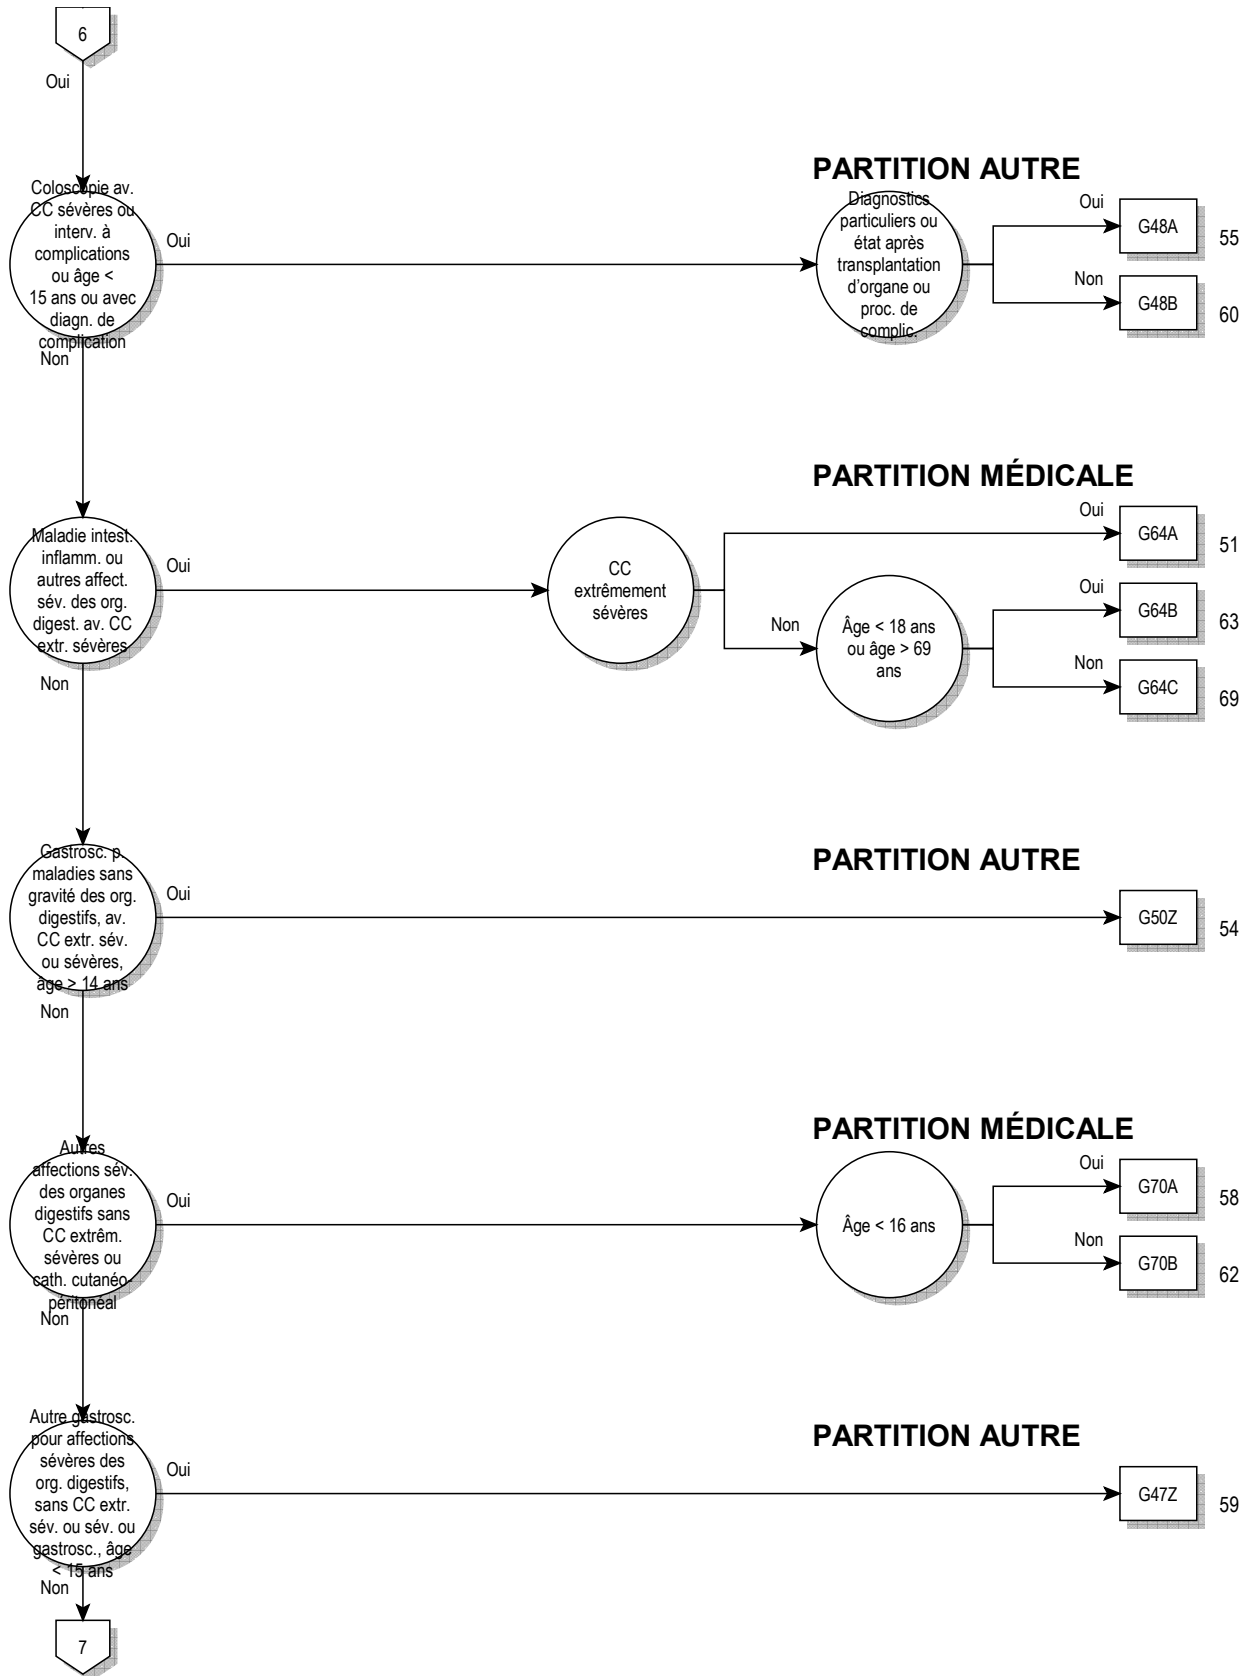 6
Oui
PARTITION AUTRE
Coloscopie av.
CC sévères ou
interv. à
complications
ou âge <
15 ans ou avec
diagn. de
complication
Oui
Non
Diagnostics
particuliers ou
état après
transplantation
d'organe ou
proc. de
complic.
Oui
G48A
55
Non
G48B
60
PARTITION MÉDICALE
Maladie intest.
inflamm. ou
autres affect.
sév. des org.
digest. av. CC
extr. sévères
Oui
Non
CC
extrêmement
sévères
Oui
G64A
51
Non
Âge < 18 ans
ou âge > 69
ans
Oui
G64B
63
Non
G64C
69
PARTITION AUTRE
Gastrosc. p.
maladies sans
gravité des org.
digestifs, av.
CC extr. sév.
ou sévères,
âge > 14 ans
Oui
Non
G50Z
54
PARTITION MÉDICALE
Autres
affections sév.
des organes
digestifs sans
CC extrêm.
sévères ou
cath. cutanéo-
péritonéal
Oui
Non
Âge < 16 ans
Oui
G70A
58
Non
G70B
62
PARTITION AUTRE
Autre gastrosc.
pour affections
sévères des
org. digestifs,
sans CC extr.
sév. ou sév. ou
gastrosc., âge
< 15 ans
Oui
Non
G47Z
59
7